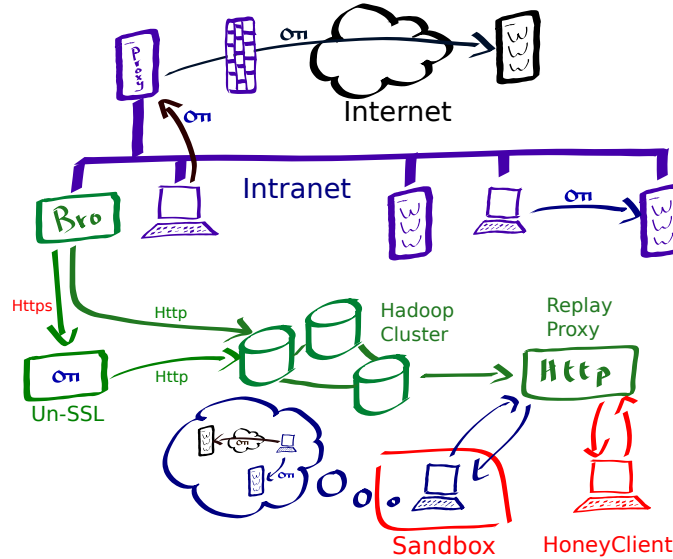 Proxy
Internet
W W W
Intranet
Bro
W W W
W W W
Https
Http
Hadoop
Cluster
Replay
Proxy
Http
Http
Un-SSL
Sandbox
HoneyClient